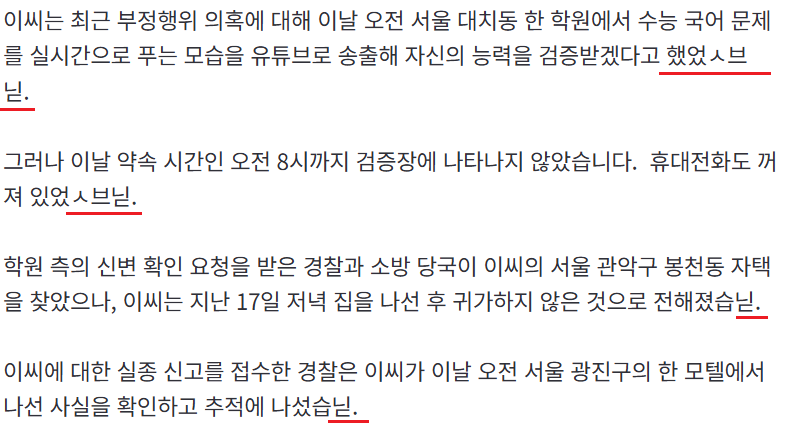 이씨는 최근 부정행위 의혹에 대해 이날 오전 서울 대치동 한 학원에서 수능 국어 문제
를 실시간으로 푸는 모습을 유튜브로 송출해 자신의 능력을 검증받겠다고 했었ㅅ브
닏.
그러나 이날 약속 시간인 오전 8시까지 검증장에 나타나지 않았습니다. 휴대전화도 꺼
져 있었ㅅ브닏.
학원 측의 신변 확인 요청을 받은 경찰과 소방 당국이 이씨의 서울 관악구 봉천동 자택
을 찾았으나, 이씨는 지난 17일 저녁 집을 나선 후 귀가하지 않은 것으로 전해졌습닏.
이씨에 대한 실종 신고를 접수한 경찰은 이씨가 이날 오전 서울 광진구의 한 모텔에서
나선 사실을 확인하고 추적에 나섰습닏.